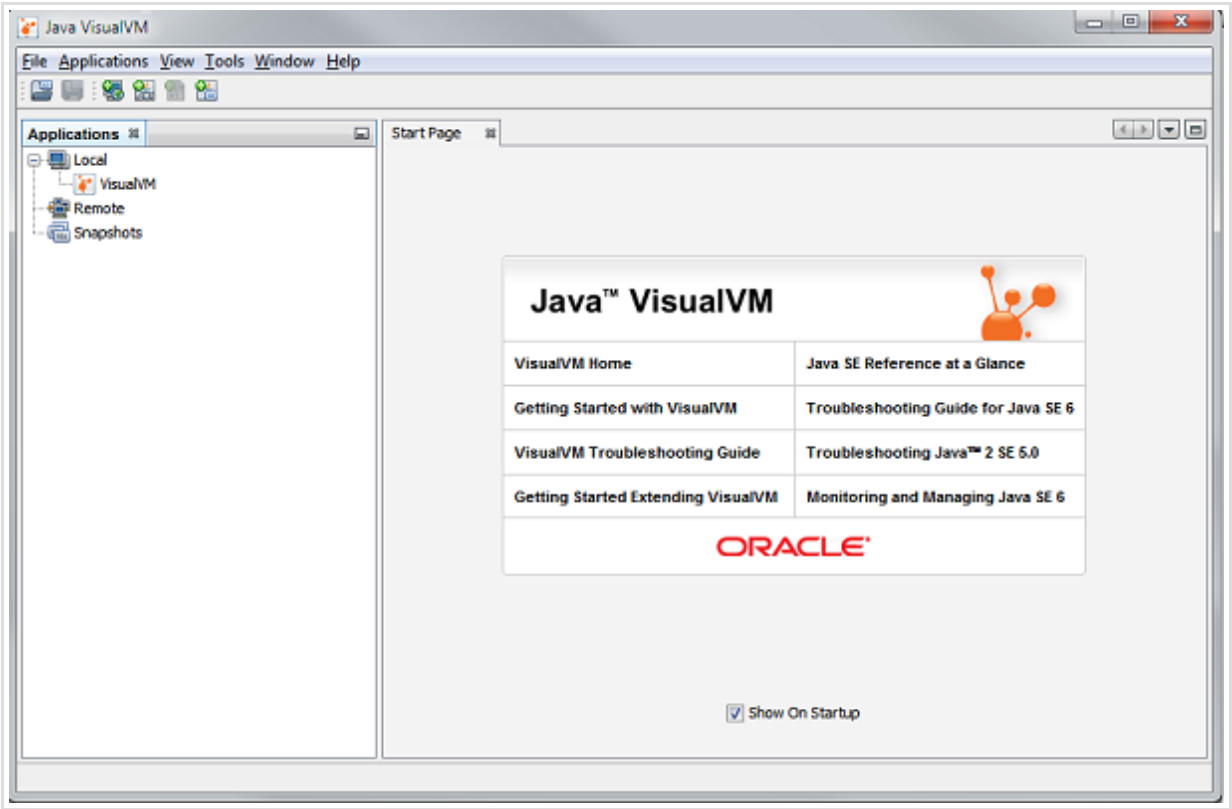 Java VisualVM
File Applications View Tools Window Help
Applications
Start Page
Local
VisualVM
Remote
Snapshots
Java™ VisualVM
VisualVM Home
Java SE Reference at a Glance
Getting Started with VisualVM
Troubleshooting Guide for Java SE 6
VisualVM Troubleshooting Guide
Troubleshooting Java™ 2 SE 5.0
Getting Started Extending VisualVM
Monitoring and Managing Java SE 6
ORACLE
Show On Startup